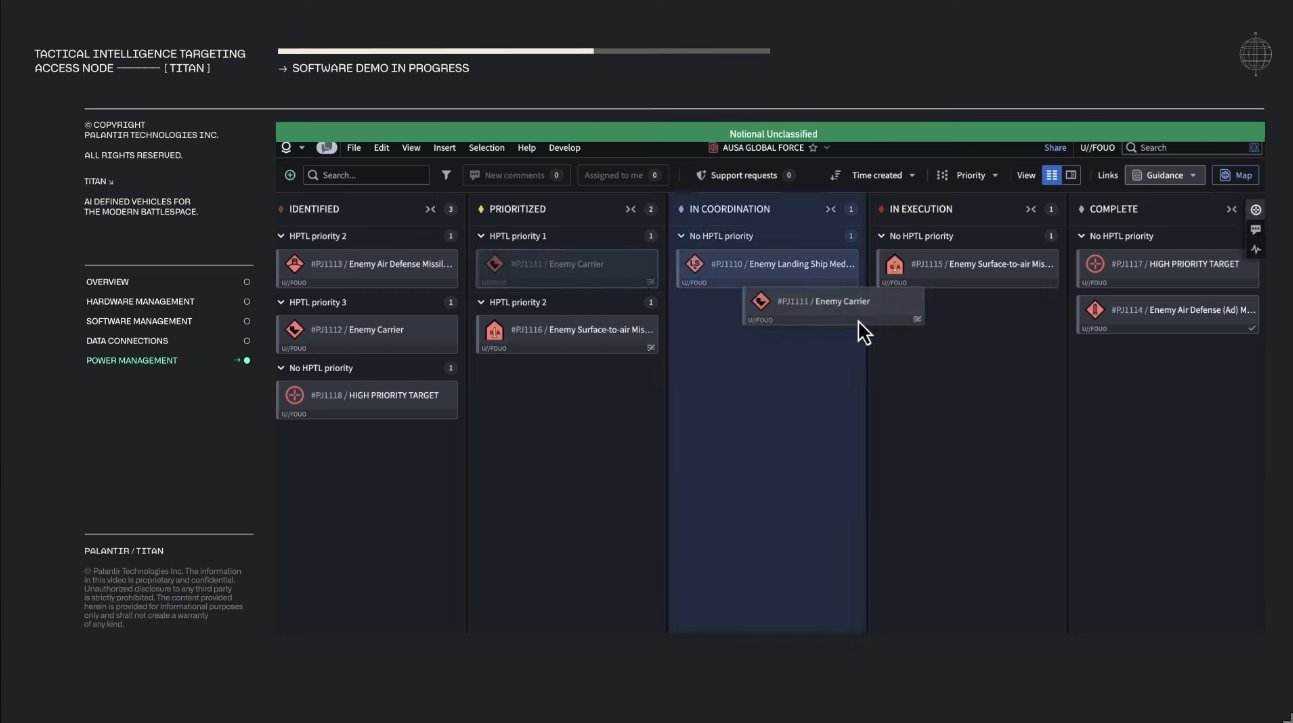 TACTICAL INTELLIGENCE TARGETING
ACCESS NODE ——— [ TITAN ]
→ SOFTWARE DEMO IN PROGRESS
© COPYRIGHT
PALANTIR TECHNOLOGIES INC.
ALL RIGHTS RESERVED.
TITAN ↘
AI DEFINED VEHICLES FOR
THE MODERN BATTLESPACE.
OVERVIEW
HARDWARE MANAGEMENT
SOFTWARE MANAGEMENT
DATA CONNECTIONS
POWER MANAGEMENT →
PALANTIR / TITAN
© Palantir Technologies Inc. The information
in this video is proprietary and confidential.
Unauthorized disclosure to any third party
is strictly prohibited. The content provided
herein is provided for informational purposes
only and shall not create a warranty
of any kind.
Notional Unclassified
File Edit View Insert Selection Help Develop
AUSA GLOBAL FORCE
Share U//FOUO Search
Search...
New comments 0
Assigned to me 0
Support requests 0
Time created
Priority
View
Links
Guidance
Map
IDENTIFIED 3
HPTL priority 2 1
#PJ1113 / Enemy Air Defense Missil...
U//FOUO
HPTL priority 3 1
#PJ1112 / Enemy Carrier
U//FOUO
No HPTL priority 1
#PJ1118 / HIGH PRIORITY TARGET
U//FOUO
PRIORITIZED 2
HPTL priority 1 1
#PJ1111 / Enemy Carrier
U//FOUO
HPTL priority 2 1
#PJ1116 / Enemy Surface-to-air Mis...
U//FOUO
IN COORDINATION 1
No HPTL priority 1
LS
#PJ1110 / Enemy Landing Ship Med...
U//FOUO
#PJ1111 / Enemy Carrier
U//FOUO
IN EXECUTION 1
No HPTL priority 1
#PJ1115 / Enemy Surface-to-air Mis...
U//FOUO
COMPLETE
No HPTL priority
#PJ1117 / HIGH PRIORITY TARGET
U//FOUO
#PJ1114 / Enemy Air Defense (Ad) M...
U//FOUO